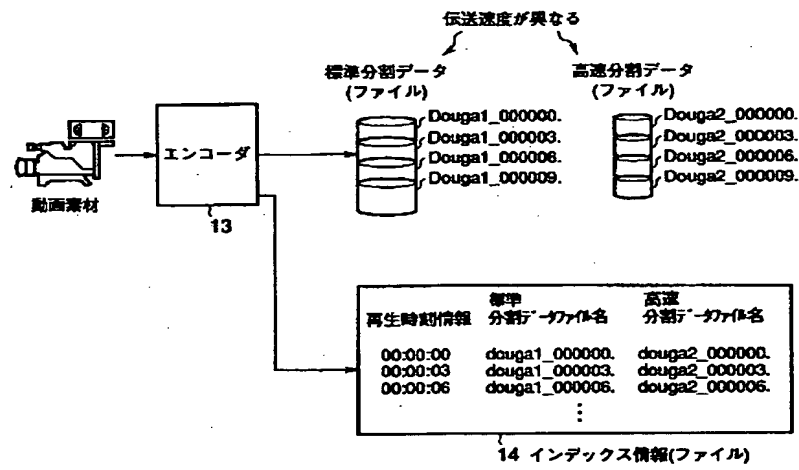 伝送速度が異なる
標準分割データ
(ファイル)
高速分割データ
(ファイル)
Douga1_000000.
Douga1_000003.
Douga1_000006.
Douga1_000009.
Douga2_000000.
Douga2_000003.
Douga2_000006.
Douga2_000009.
動画素材
エンコーダ
13
再生時刻情報
標準
分割データファイル名
高速
分割データファイル名
00:00:00 douga1_000000. douga2_000000.
00:00:03 douga1_000003. douga2_000003.
00:00:06 douga1_000006. douga2_000006.
⋮
14 インデックス情報(ファイル)